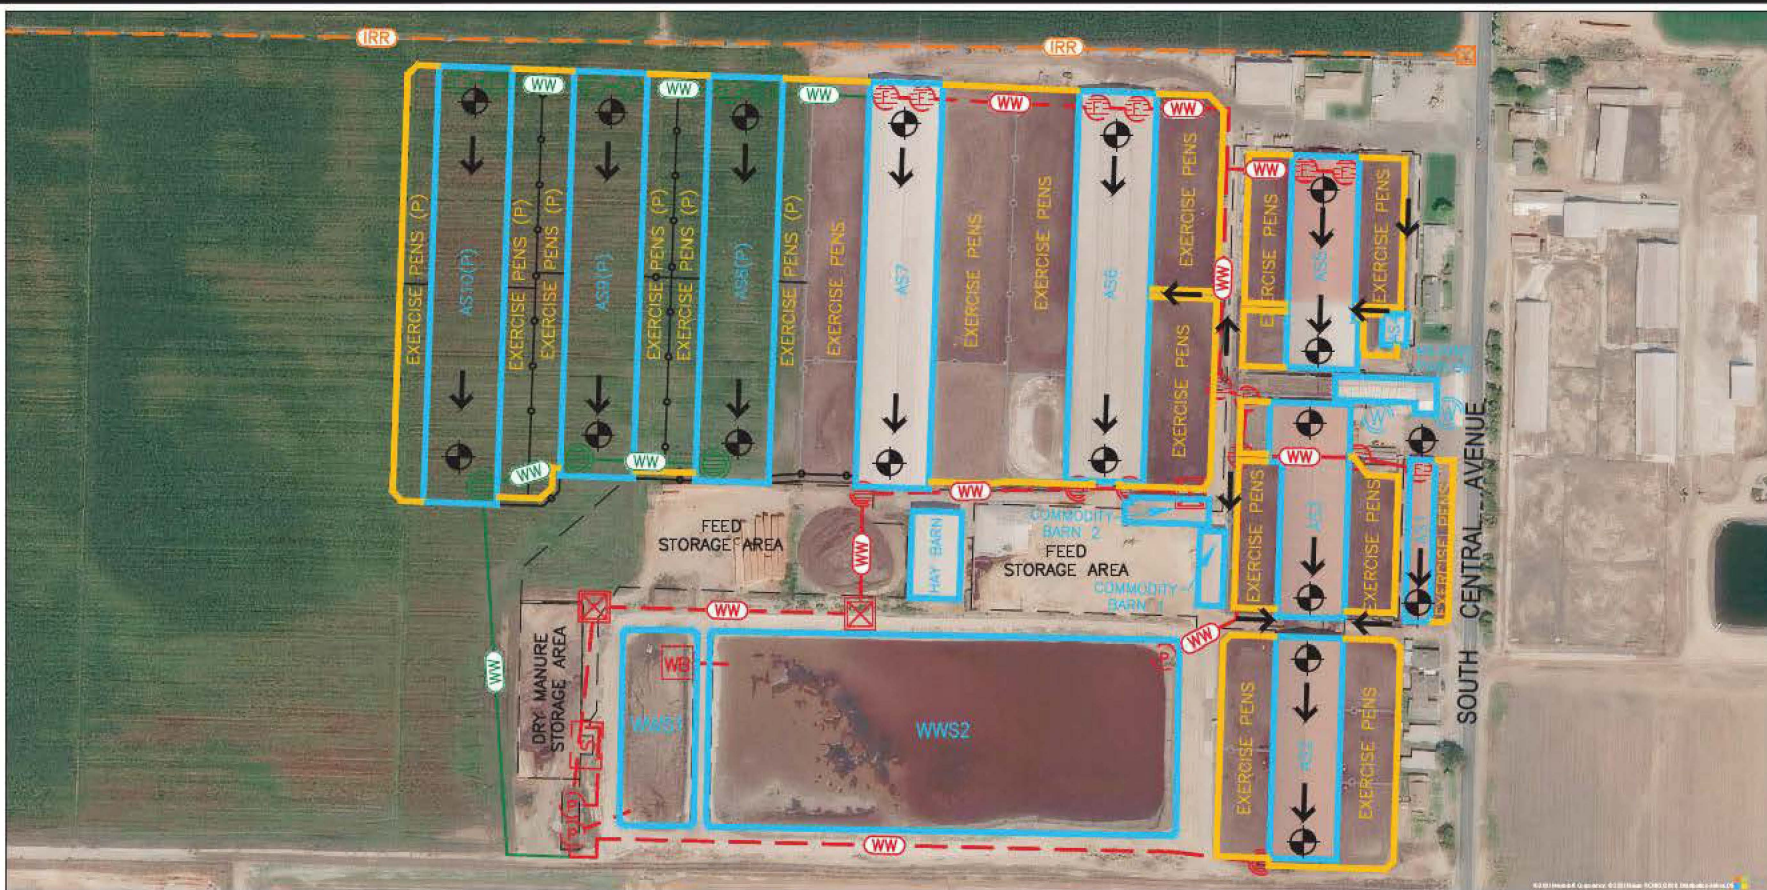 IRR
IRR
WW
WW
WW
WW
WW
WW
EXERCISE PENS (P)
AS10(P)
EXERCISE PENS (P)
EXERCISE PENS (P)
AS9(P)
EXERCISE PENS (P)
EXERCISE PENS (P)
AS8(P)
EXERCISE PENS (P)
EXERCISE PENS
AS7
EXERCISE PENS
EXERCISE PENS
AS6
EXERCISE PENS
EXERCISE PENS
WW
EXERCISE PENS
AS5
EXERCISE PENS
WW
WW
WW
WW
FEED
STORAGE AREA
WW
HAY BARN
COMMODITY
BARN 2
FEED
STORAGE AREA
COMMODITY
BARN 1
EXERCISE PENS
EXERCISE PENS
EXERCISE PENS
SOUTH CENTRAL AVENUE
WW
WW
WW
DRY MANURE
STORAGE AREA
WB
WWS1
WWS2
EXERCISE PENS
EXERCISE PENS
WW